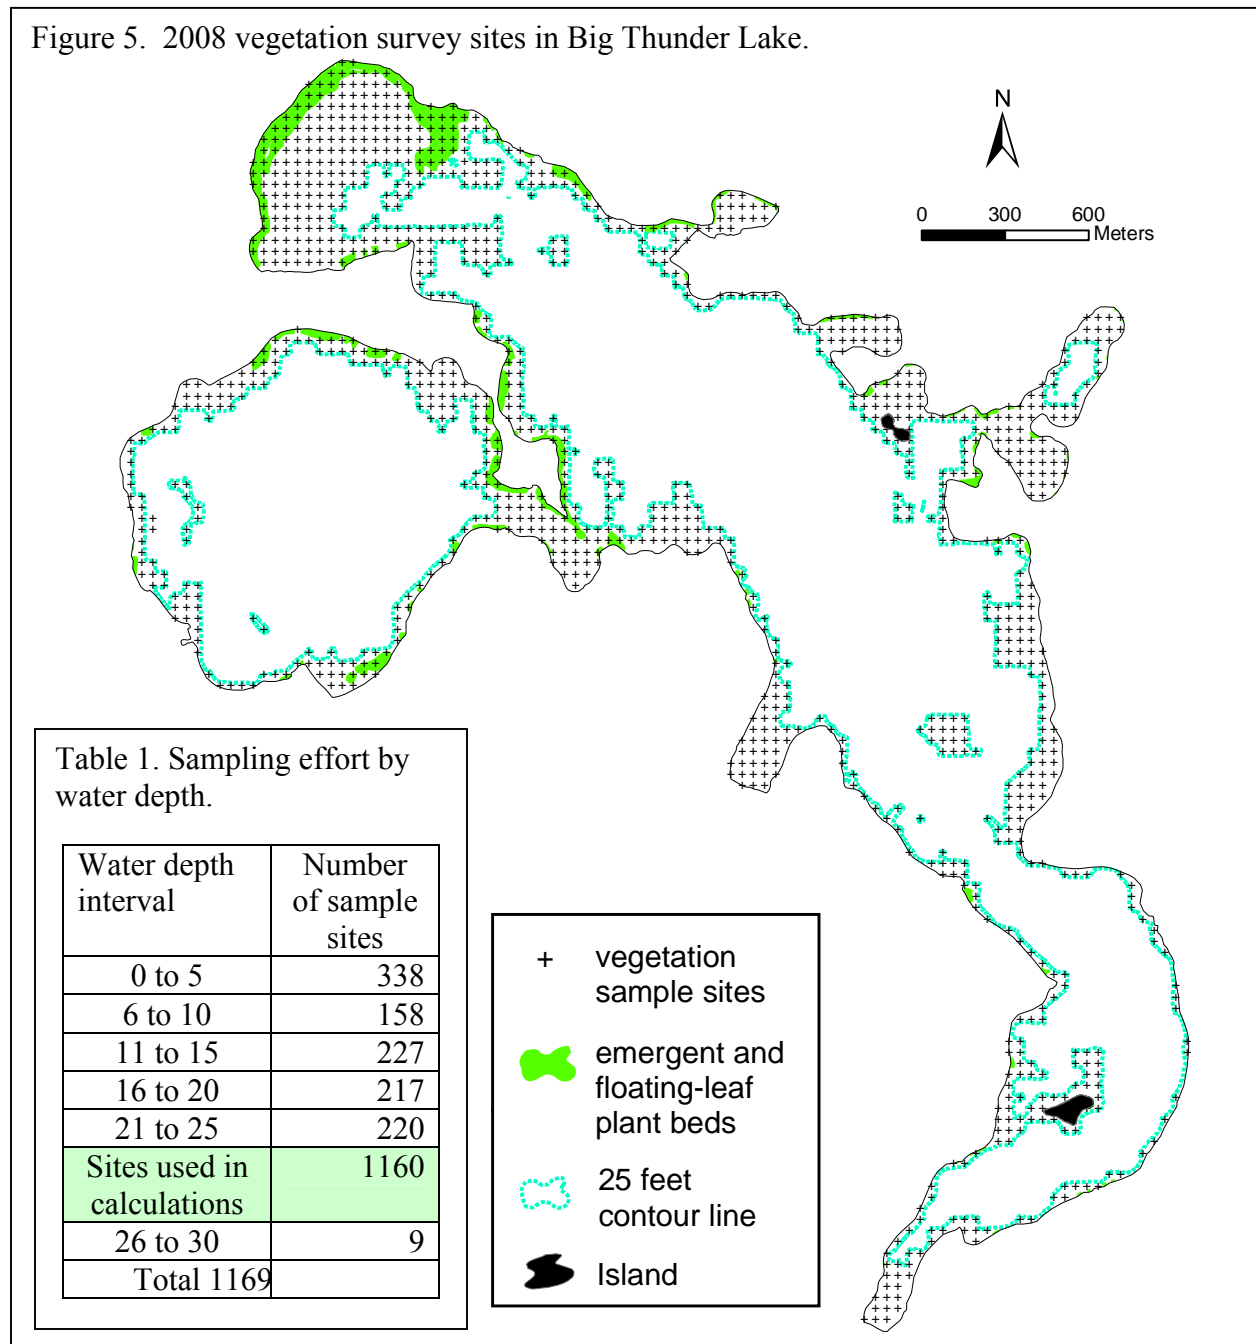 Figure 5.  2008 vegetation survey sites in Big Thunder Lake.
N
0 300 600
Meters
Table 1. Sampling effort by
water depth.
Water depth
interval
Number
of sample
sites
0 to 5 338
6 to 10 158
11 to 15 227
16 to 20 217
21 to 25 220
Sites used in
calculations
1160
26 to 30 9
Total 1169
vegetation
sample sites
emergent and
floating-leaf
plant beds
25 feet
contour line
Island